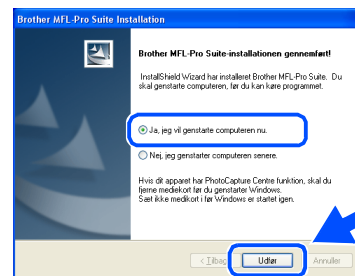 Brother MFL-Pro Suite Installation
Brother MFL-Pro Suite-installationen gennemført!
InstallShield Wizard har installeret Brother MFL-Pro Suite. Du
skal genstarte computeren, før du kan køre programmet.
Ja, jeg vil genstarte computeren nu.
Nej, jeg genstarter computeren senere.
Hvis dit apparet har PhotoCapture Centre funktion, skal du
fjerne mediekort før du genstarter Windows.
Sæt ikke medikort i før Windows er startet igen.
< Tilbage Udfør Annuller